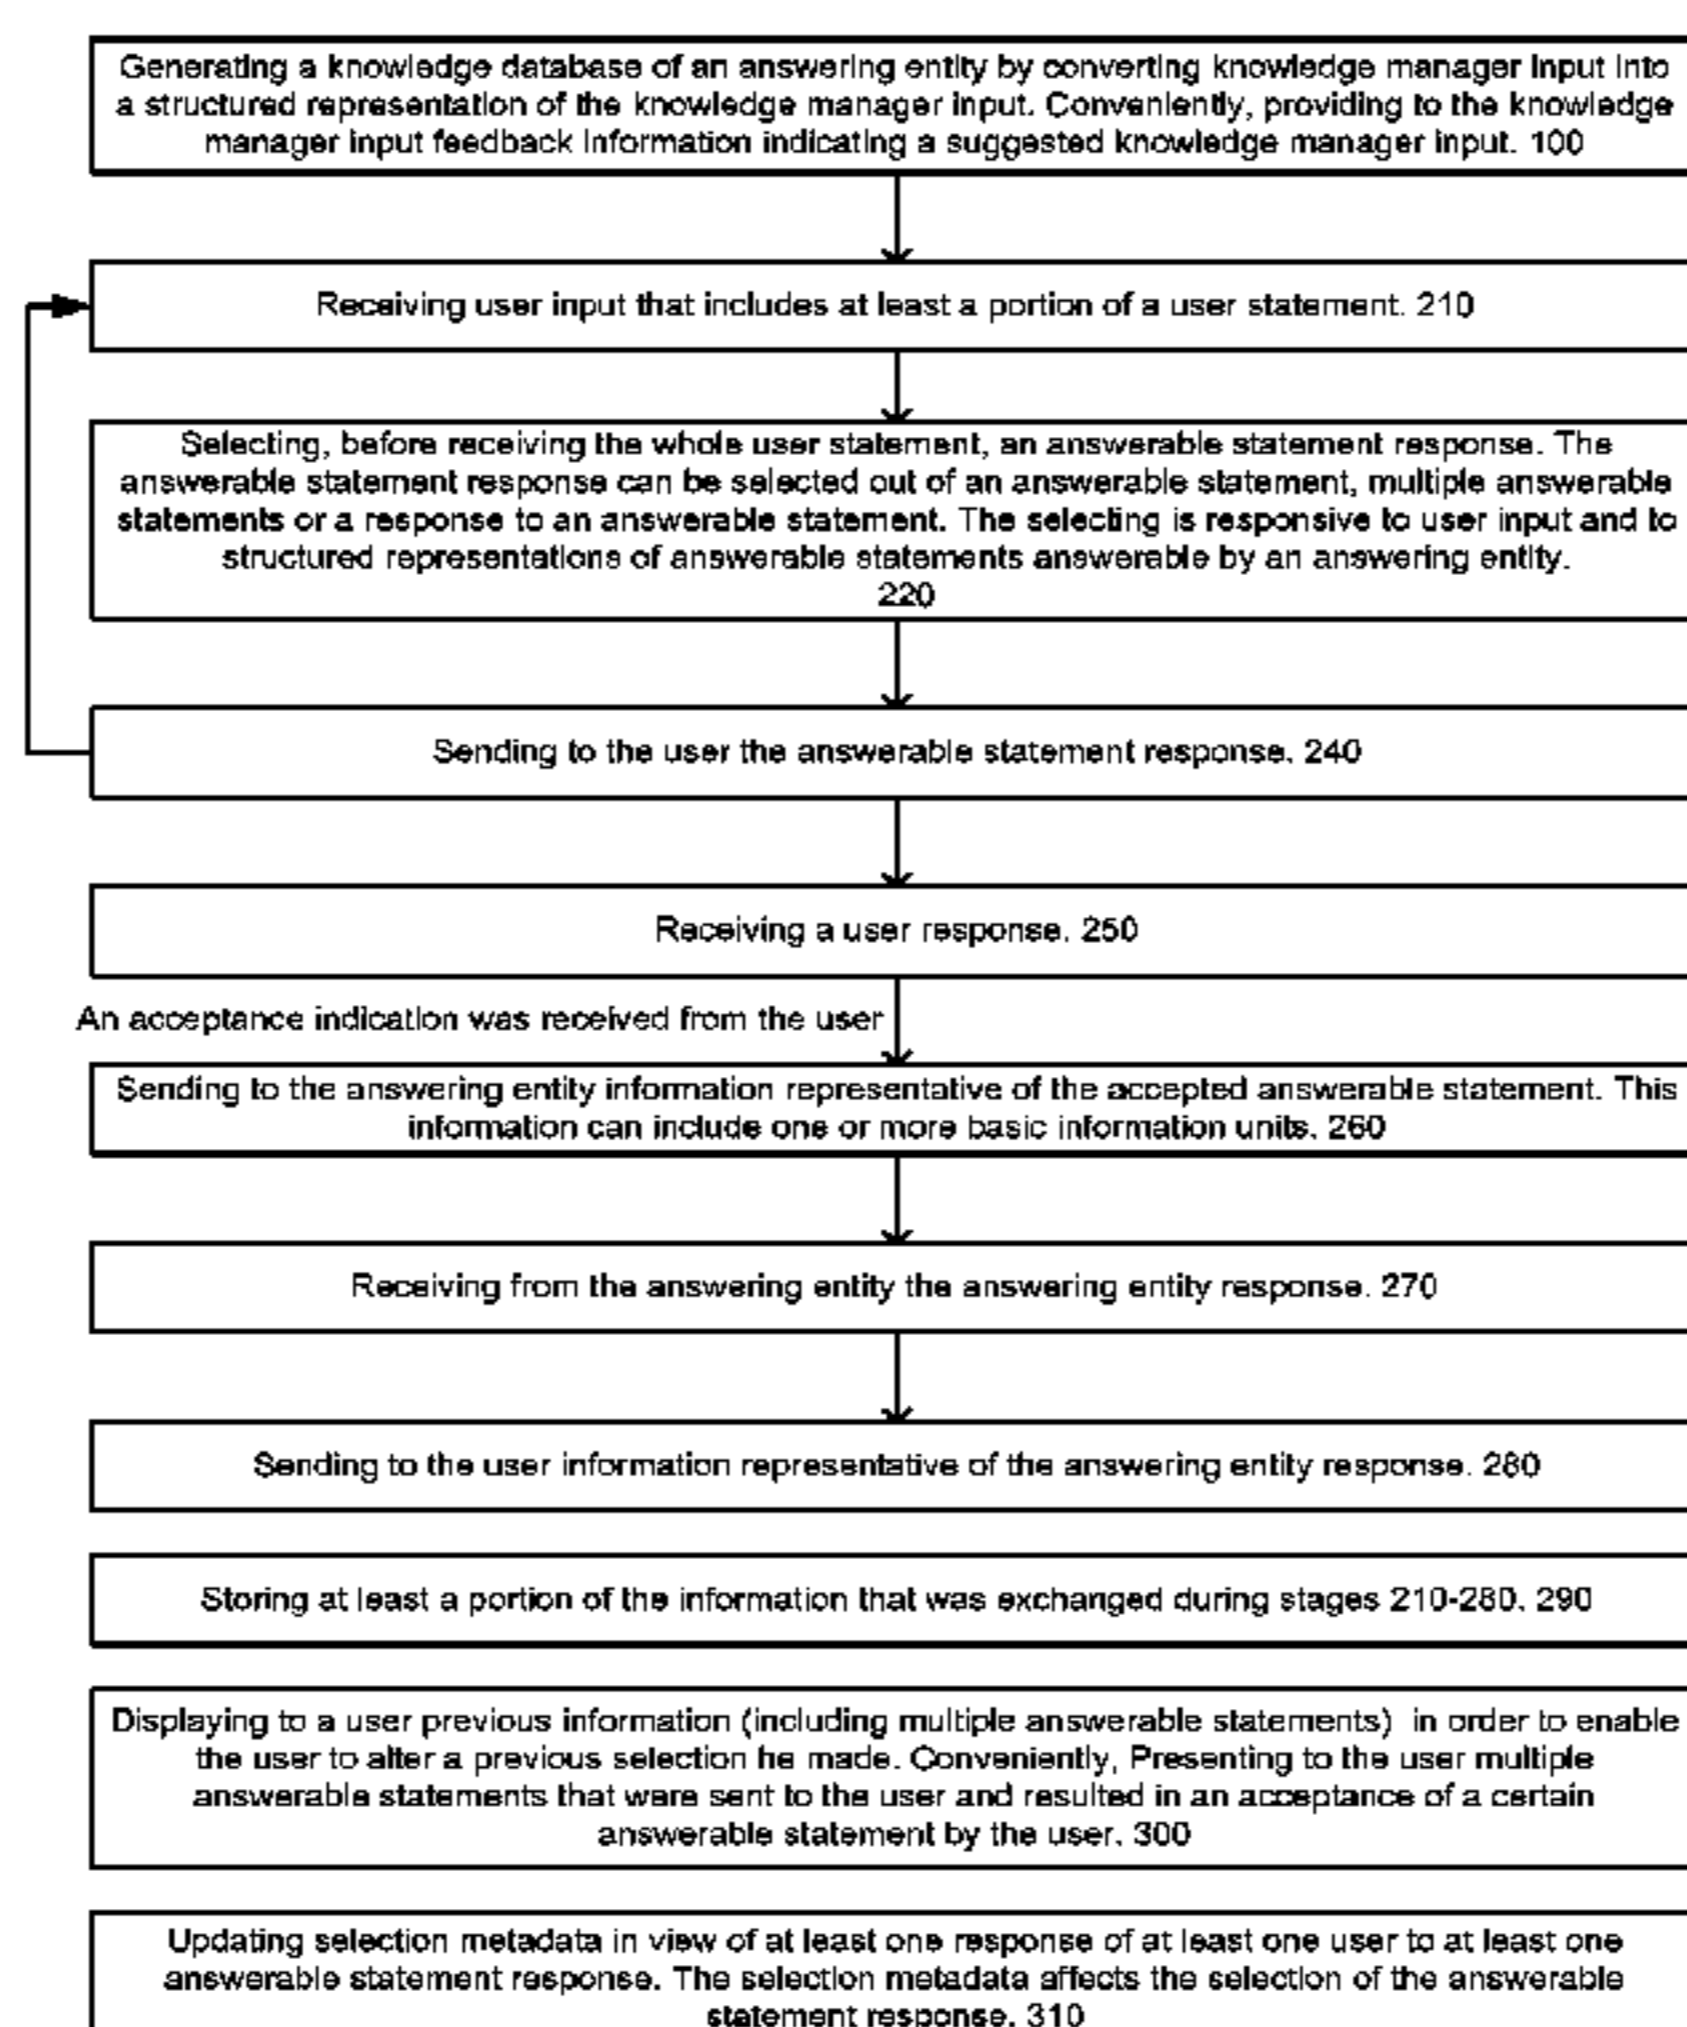 Generating a knowledge database of an answering entity by converting knowledge manager input into
a structured representation of the knowledge manager input. Conveniently, providing to the knowledge
manager input feedback information indicating a suggested knowledge manager input. 100
Receiving user input that includes at least a portion of a user statement. 210
Selecting, before receiving the whole user statement, an answerable statement response. The
answerable statement response can be selected out of an answerable statement, multiple answerable
statements or a response to an answerable statement. The selecting is responsive to user input and to
structured representations of answerable statements answerable by an answering entity.
220
Sending to the user the answerable statement response. 240
Receiving a user response. 250
An acceptance indication was received from the user
Sending to the answering entity information representative of the accepted answerable statement. This
information can include one or more basic information units. 260
Receiving from the answering entity the answering entity response. 270
Sending to the user information representative of the answering entity response. 280
Storing at least a portion of the information that was exchanged during stages 210-280. 290
Displaying to a user previous information (including multiple answerable statements) in order to enable
the user to alter a previous selection he made. Conveniently, Presenting to the user multiple
answerable statements that were sent to the user and resulted in an acceptance of a certain
answerable statement by the user. 300
Updating selection metadata in view of at least one response of at least one user to at least one
answerable statement response. The selection metadata affects the selection of the answerable
statement response. 310